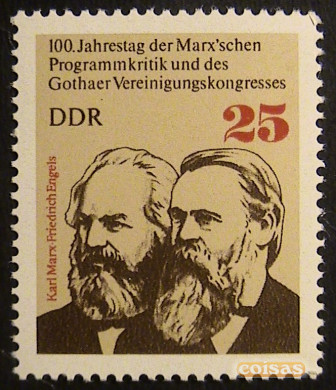 100. Jahrestag der Marx'schen
Programmkritik und des
Gothaer Vereinigungskongresses
DDR
25
Karl Marx·Friedrich Engels
coisas